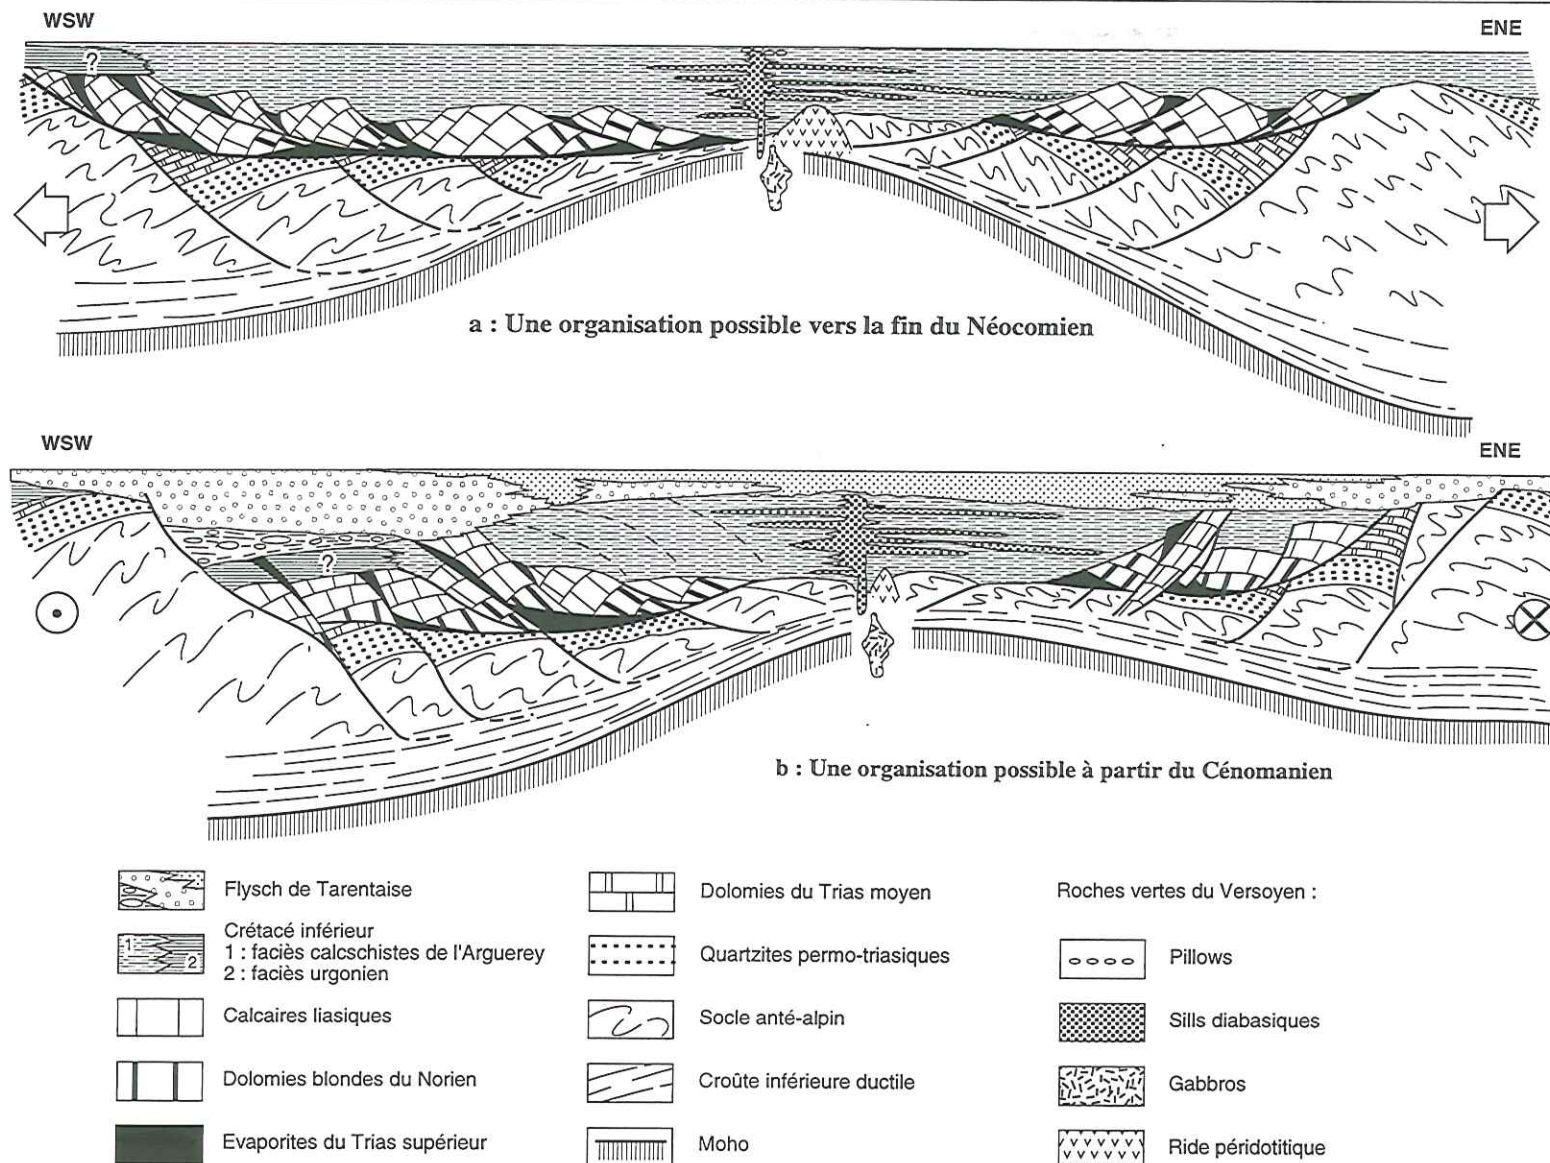 WSW
ENE
?
a : Une organisation possible vers la fin du Néocomien
WSW
ENE
?
b : Une organisation possible à partir du Cénomanien
Flysch de Tarentaise
Crétacé inférieur
1 : faciès calcschistes de l'Arguerey
2 : faciès urgonien
1
2
Calcaires liasiques
Dolomies blondes du Norien
Evaporites du Trias supérieur
Dolomies du Trias moyen
Quartzites permo-triasiques
Socle anté-alpin
Croûte inférieure ductile
Moho
Roches vertes du Versoyen :
Pillows
Sills diabasiques
Gabbros
Ride péridotitique